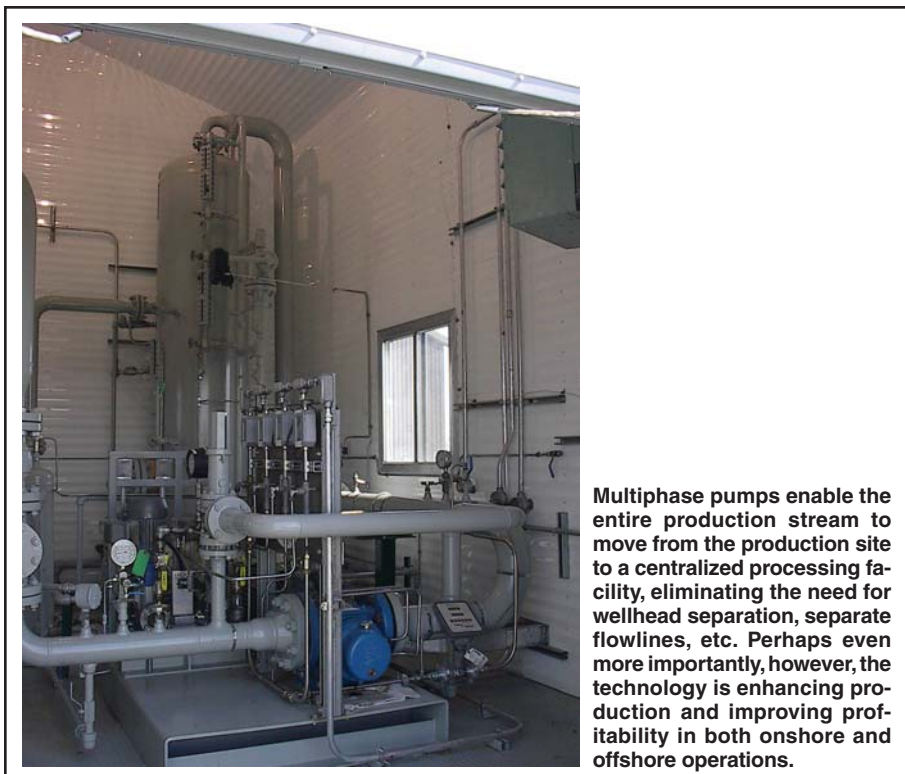 Multiphase pumps enable the
entire production stream to
move from the production site
to a centralized processing fa-
cility, eliminating the need for
wellhead separation, separate
flowlines, etc. Perhaps even
more importantly, however, the
technology is enhancing pro-
duction and improving prof-
itability in both onshore and
offshore operations.